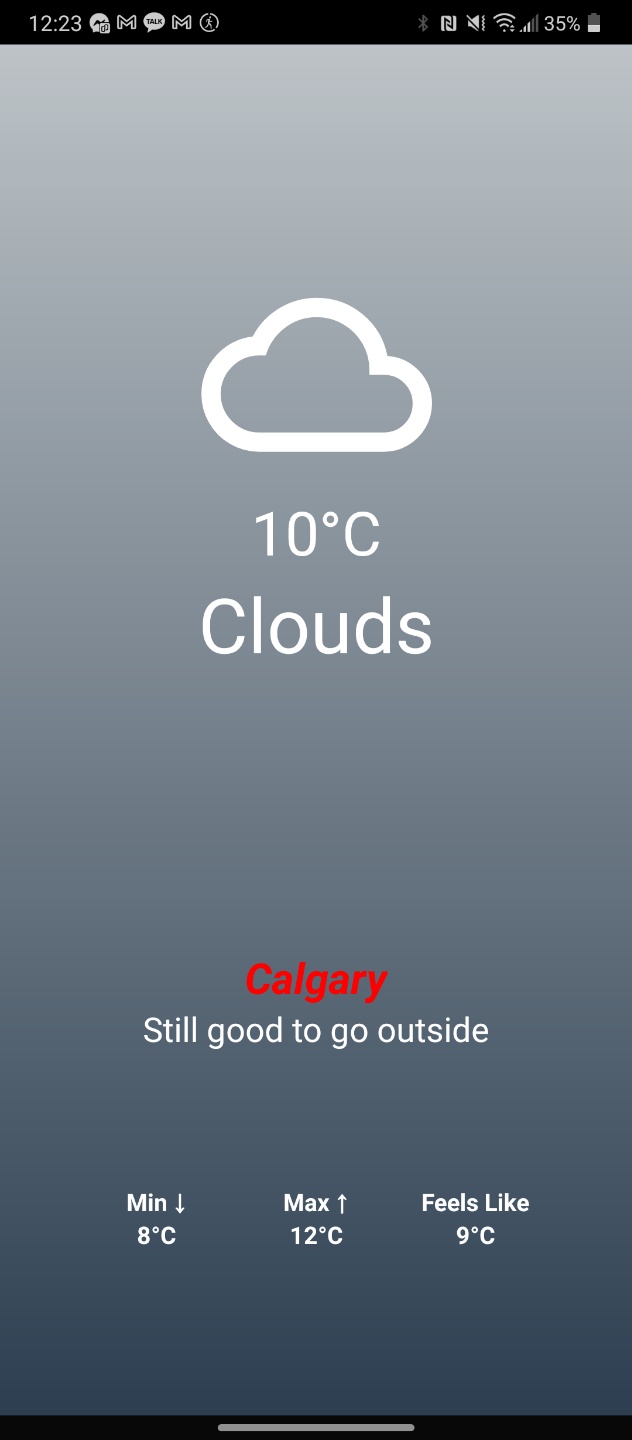 12:23 TALK 35%
10°C
Clouds
Calgary
Still good to go outside
Min ↓ Max ↑ Feels Like
8°C 12°C 9°C